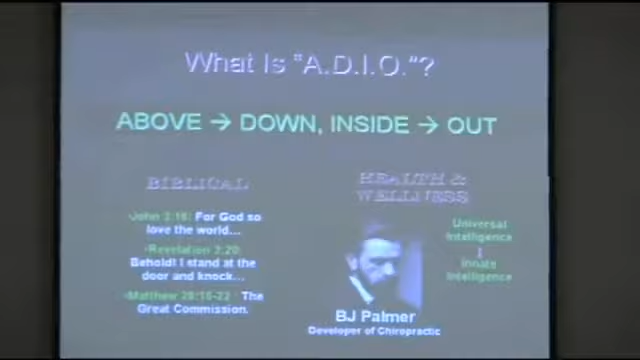 What Is "A.D.I.O."?
ABOVE → DOWN, INSIDE → OUT
BIBLICAL
•John 3:16: For God so
love the world...
•Revelation 3:20:
Behold! I stand at the
door and knock...
•Matthew 28:16-22: The
Great Commission.
HEALTH &
WELLNESS
Universal
Intelligence
Innate
Intelligence
BJ Palmer
Developer of Chiropractic